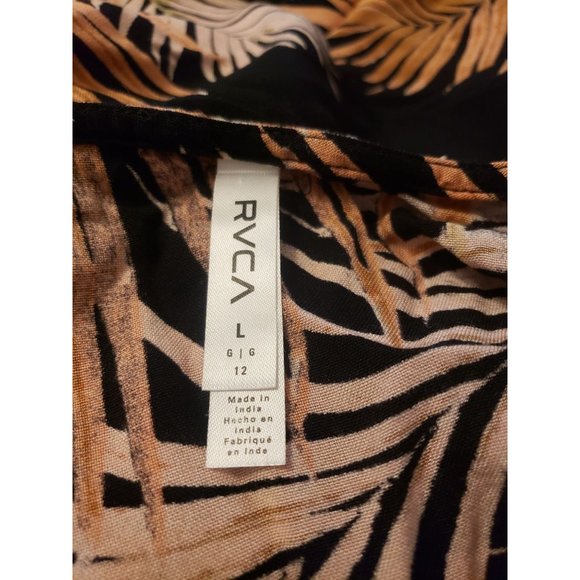 RVCA
L
G | G
12
Made in
India
Hecho en
India
Fabriqué
en Inde